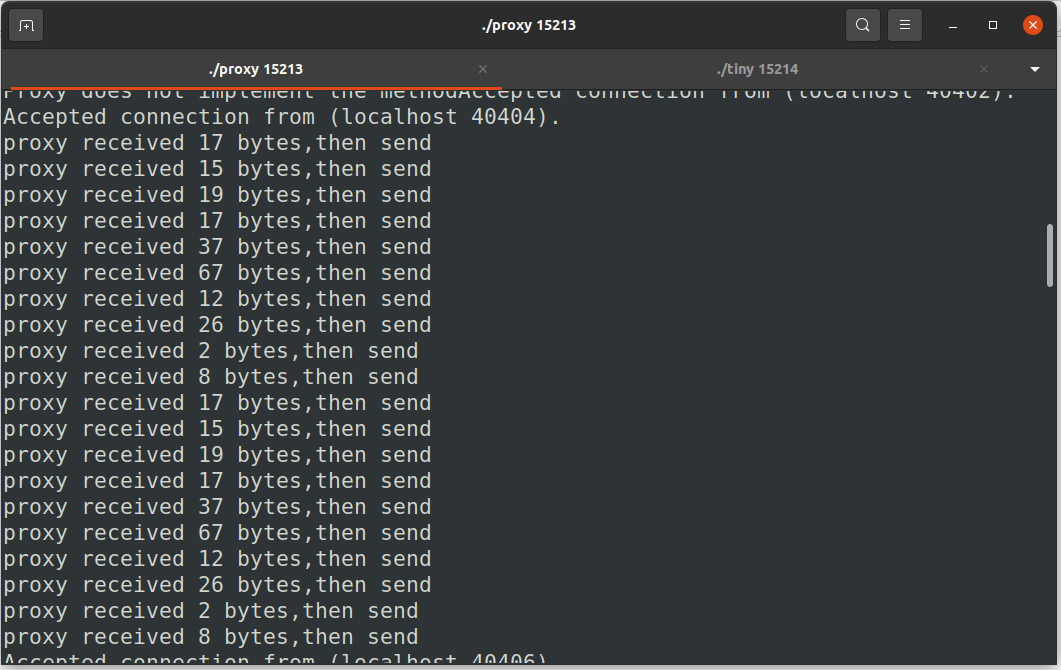 ./proxy 15213
./proxy 15213
./tiny 15214
Proxy does not implement the methodAccepted connection from (localhost 40402).
Accepted connection from (localhost 40404).
proxy received 17 bytes,then send
proxy received 15 bytes,then send
proxy received 19 bytes,then send
proxy received 17 bytes,then send
proxy received 37 bytes,then send
proxy received 67 bytes,then send
proxy received 12 bytes,then send
proxy received 26 bytes,then send
proxy received 2 bytes,then send
proxy received 8 bytes,then send
proxy received 17 bytes,then send
proxy received 15 bytes,then send
proxy received 19 bytes,then send
proxy received 17 bytes,then send
proxy received 37 bytes,then send
proxy received 67 bytes,then send
proxy received 12 bytes,then send
proxy received 26 bytes,then send
proxy received 2 bytes,then send
proxy received 8 bytes,then send
Accepted connection from (localhost 40406)